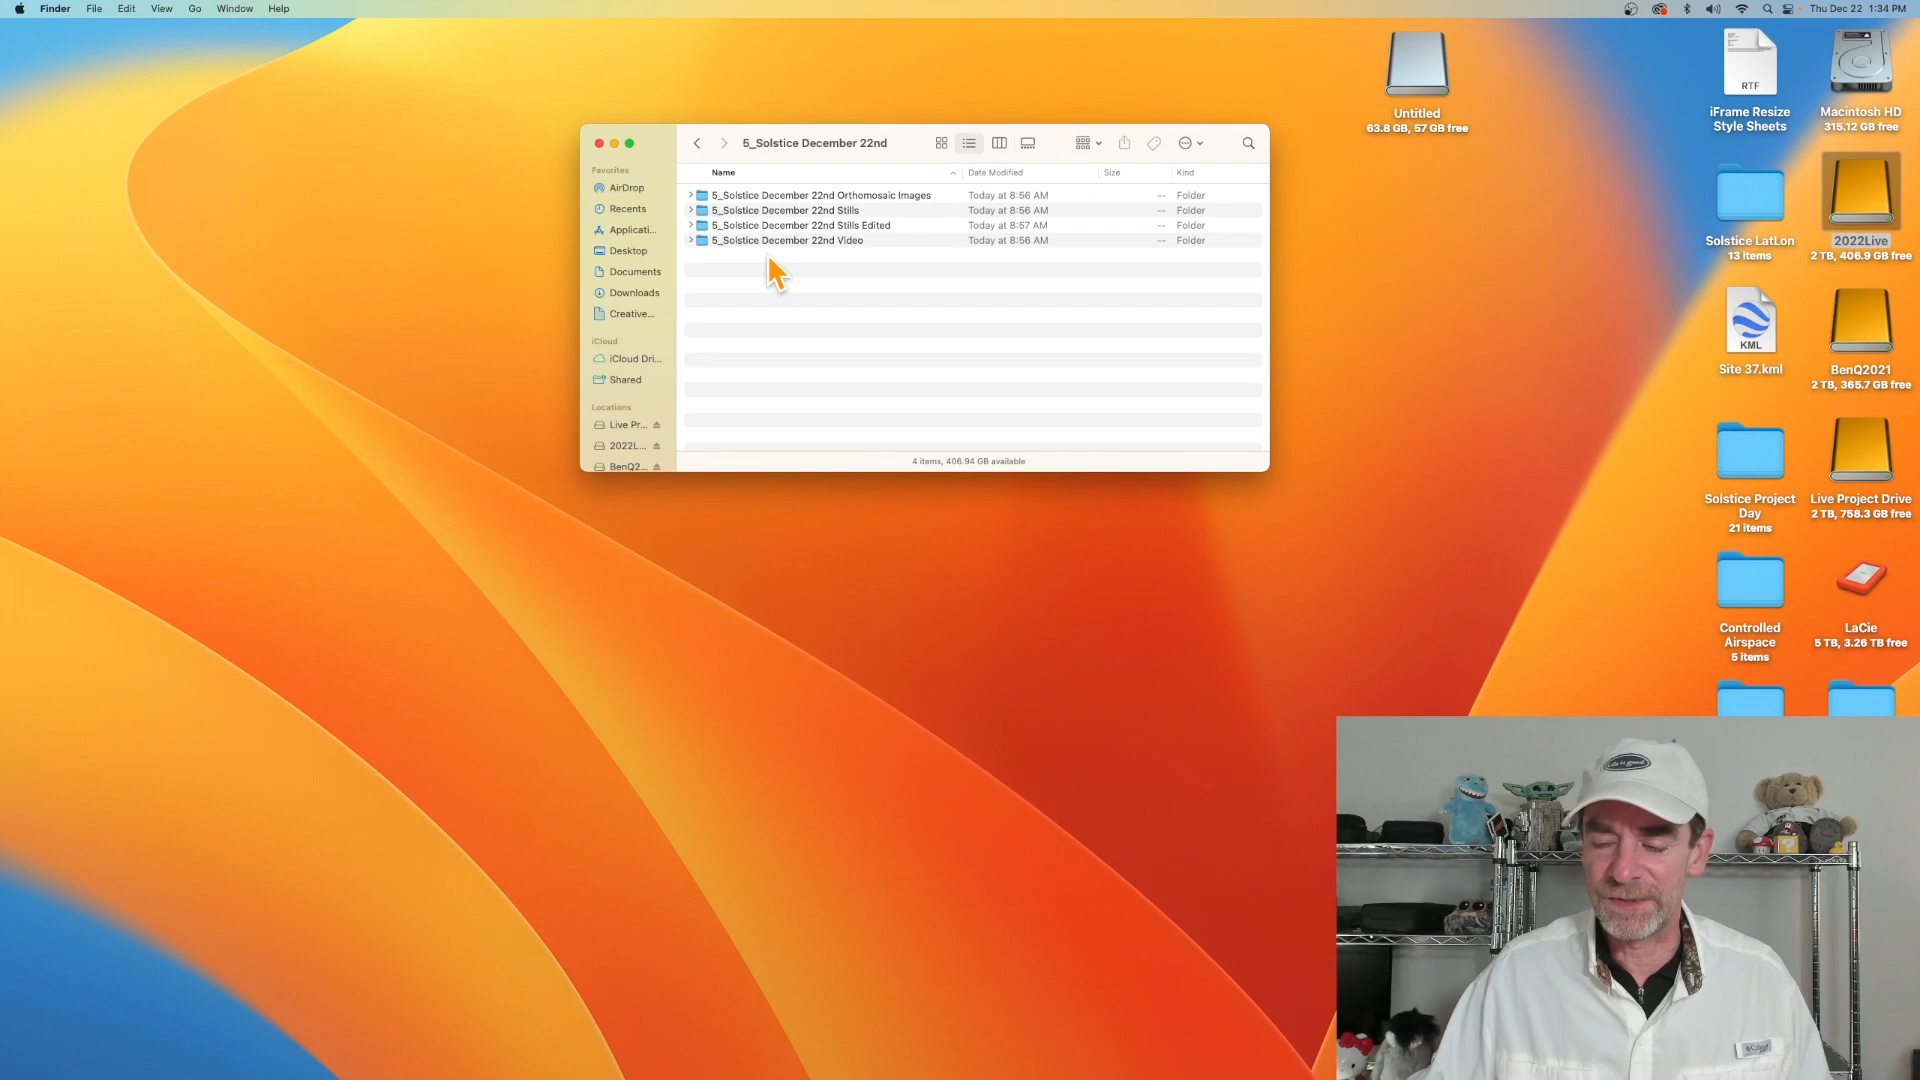 Finder File Edit View Go Window Help
Thu Dec 22 1:34 PM
5_Solstice December 22nd
Name Date Modified Size Kind
5_Solstice December 22nd Orthomosaic Images Today at 8:56 AM -- Folder
5_Solstice December 22nd Stills Today at 8:56 AM -- Folder
5_Solstice December 22nd Stills Edited Today at 8:57 AM -- Folder
5_Solstice December 22nd Video Today at 8:56 AM -- Folder
4 items, 406.94 GB available
Favorites
AirDrop
Recents
Applicati...
Desktop
Documents
Downloads
Creative...
iCloud
iCloud Dri...
Shared
Locations
Live Pr...
2022L...
BenQ2...
Untitled
63.8 GB, 57 GB free
RTF
iFrame Resize
Style Sheets
Macintosh HD
315.12 GB free
Solstice LatLon
13 items
2022Live
2 TB, 406.9 GB free
KML
Site 37.kml
BenQ2021
2 TB, 365.7 GB free
Solstice Project
Day
21 items
Live Project Drive
2 TB, 758.3 GB free
Controlled
Airspace
5 items
LaCie
5 TB, 3.26 TB free
Life is good
Columbia